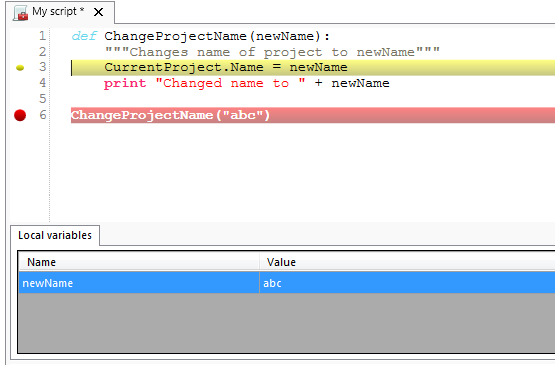 My script *
1 def ChangeProjectName(newName):
2 """Changes name of project to newName"""
3 CurrentProject.Name = newName
4 print "Changed name to " + newName
5
6 ChangeProjectName("abc")
Local variables
Name Value
newName abc